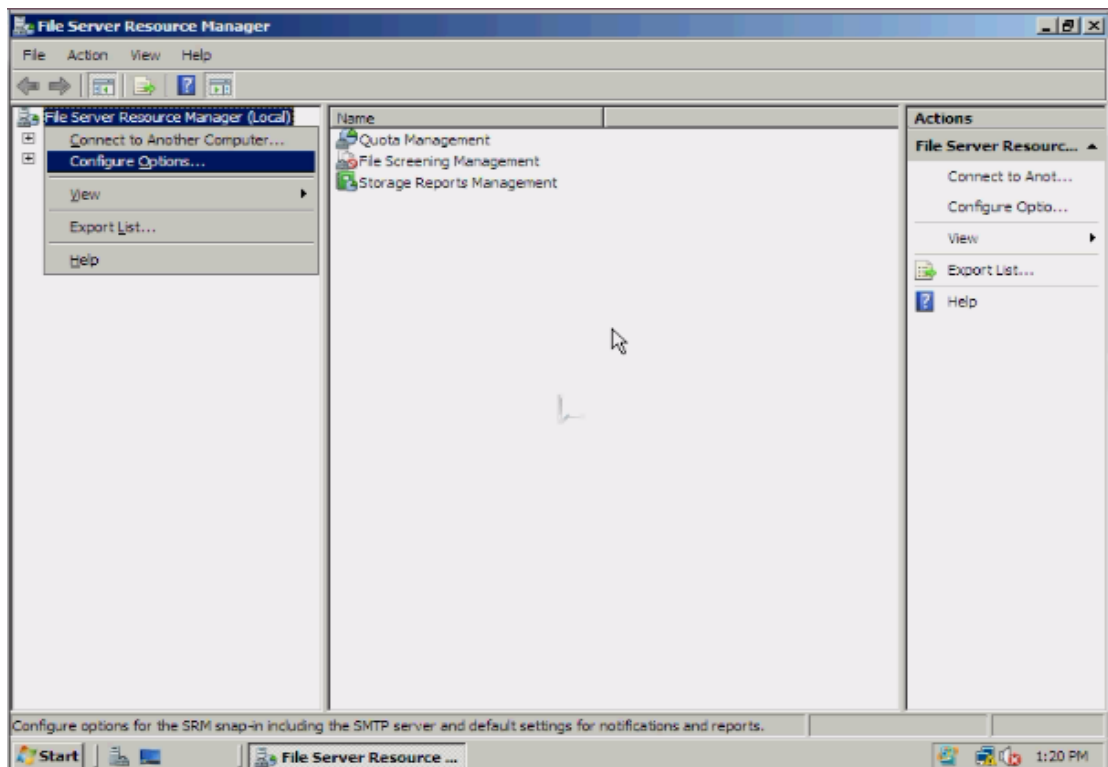 File Server Resource Manager
File Action View Help
File Server Resource Manager (Local)
Connect to Another Computer...
Configure Options...
View
Export List...
Help
Name
Quota Management
File Screening Management
Storage Reports Management
Actions
File Server Resourc...
Connect to Anot...
Configure Optio...
View
Export List...
Help
Configure options for the SRM snap-in including the SMTP server and default settings for notifications and reports.
Start
File Server Resource ...
1:20 PM